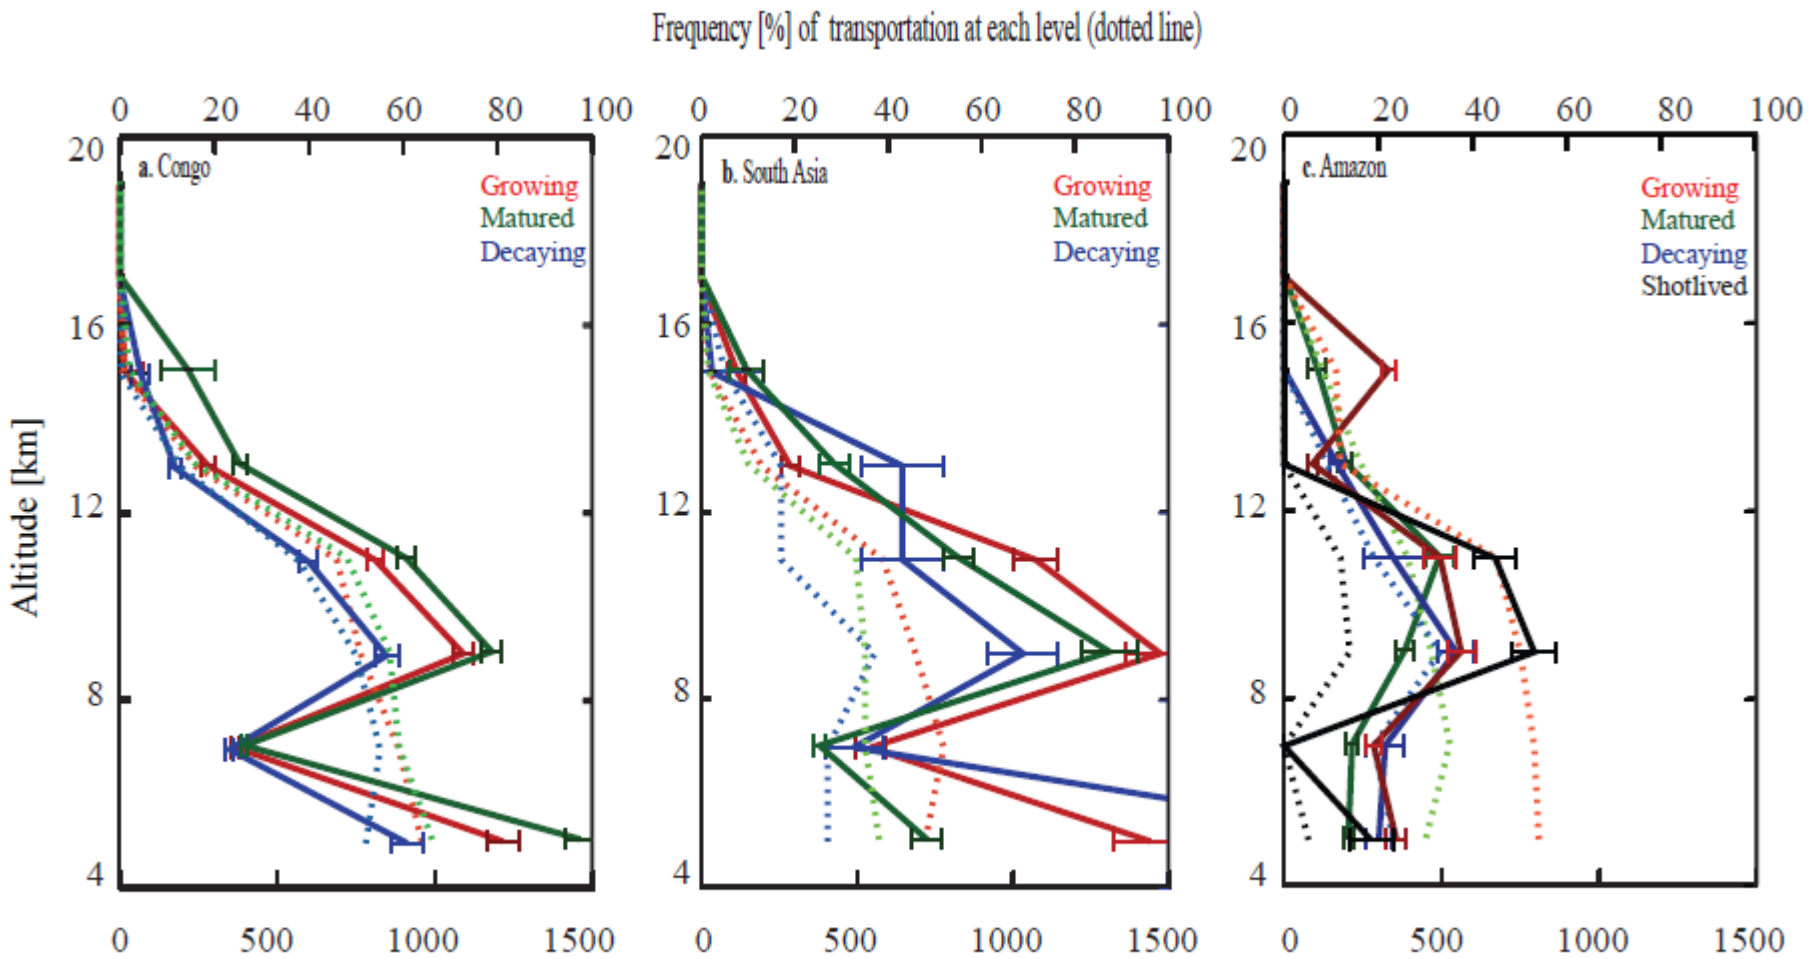 Frequency [%] of transportation at each level (dotted line)
0 20 40 60 80 100
0 20 40 60 80 100
0 20 40 60 80 100
Altitude [km]
20
16
12
8
4
a. Congo
Growing
Matured
Decaying
20
16
12
8
4
b. South Asia
Growing
Matured
Decaying
20
16
12
8
4
c. Amazon
Growing
Matured
Decaying
Shotlived
0 500 1000 1500
0 500 1000 1500
0 500 1000 1500